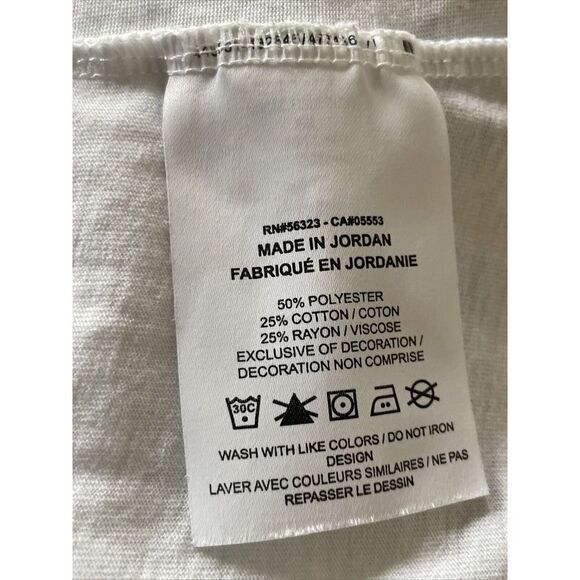 RN#56323 - CA#05553
MADE IN JORDAN
FABRIQUÉ EN JORDANIE
50% POLYESTER
25% COTTON / COTON
25% RAYON / VISCOSE
EXCLUSIVE OF DECORATION /
DECORATION NON COMPRISE
30C
WASH WITH LIKE COLORS / DO NOT IRON
DESIGN
LAVER AVEC COULEURS SIMILAIRES / NE PAS
REPASSER LE DESSIN